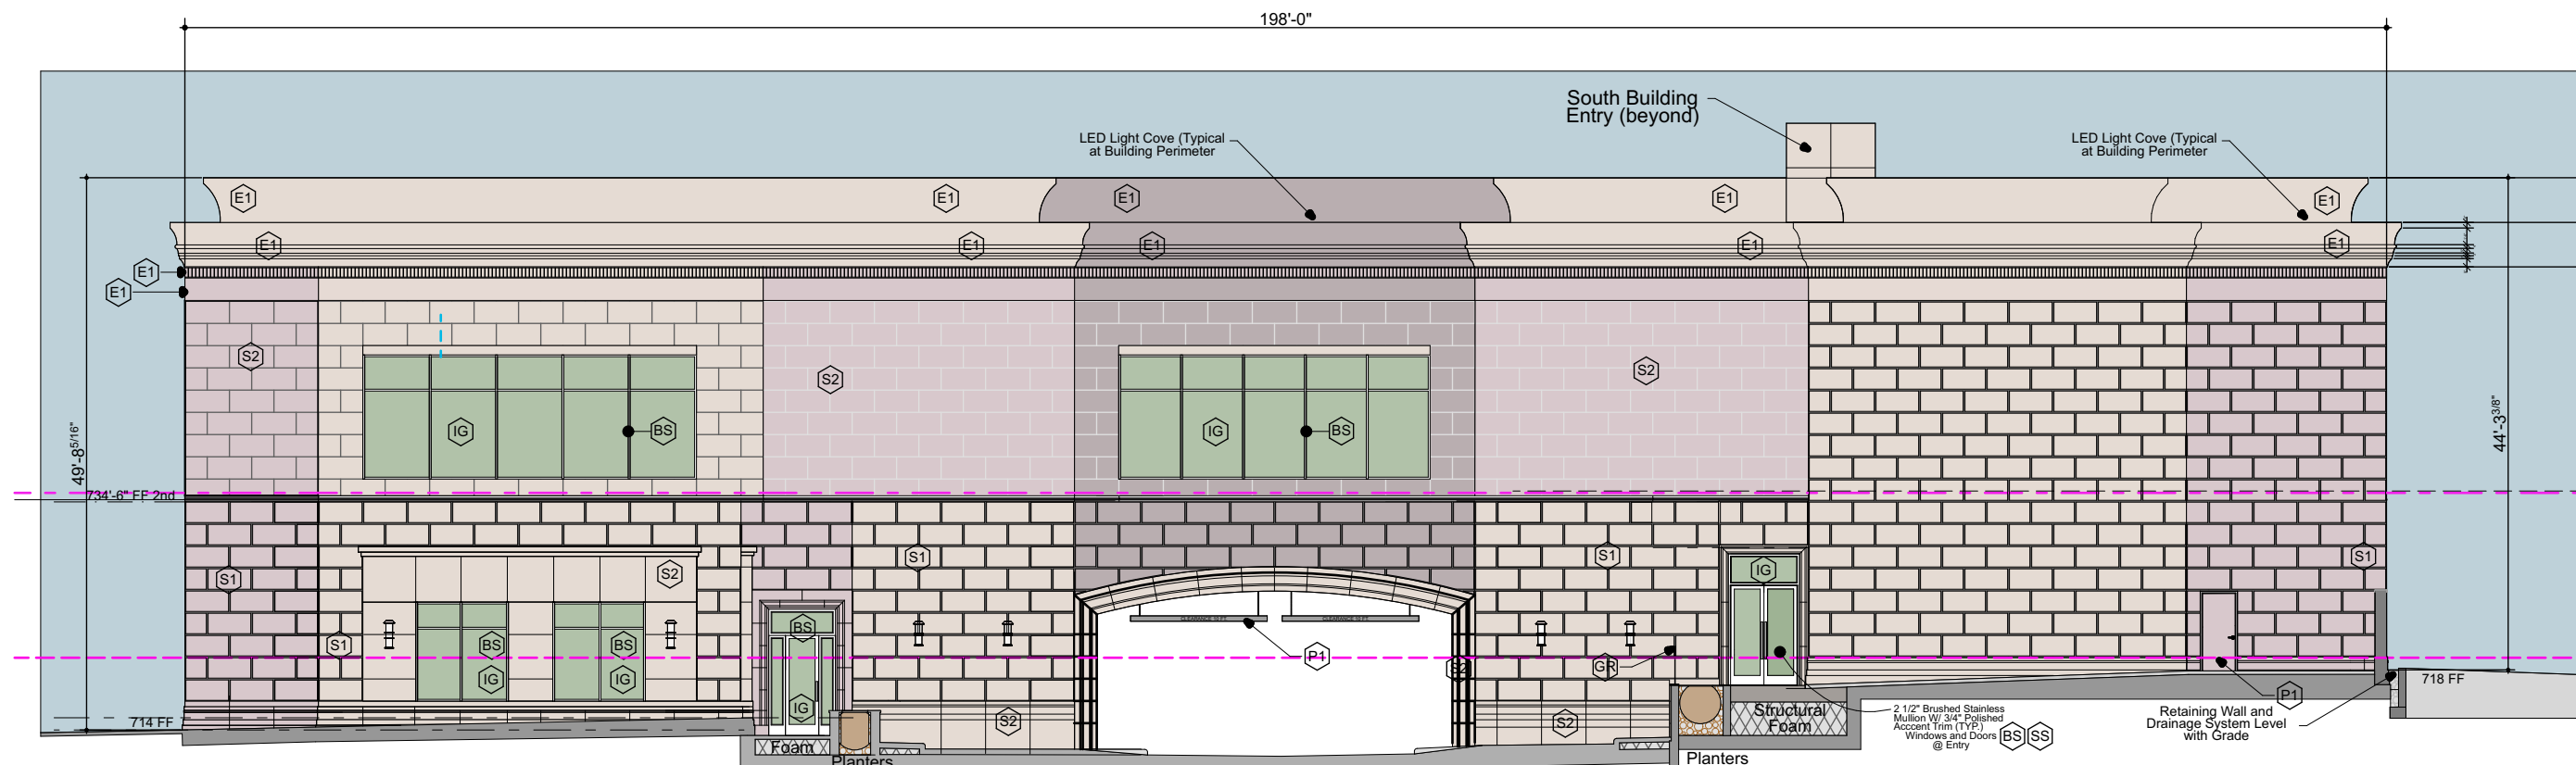 198'-0"
South Building
Entry (beyond)
LED Light Cove (Typical
at Building Perimeter
LED Light Cove (Typical
at Building Perimeter
E1
E1
E1
E1
E1
E1
E1
E1
E1
E1
E1
E1
S2
S2
S2
IG
BS
IG
BS
49'-8 5/16"
44'-3 3/8"
734'-6" FF 2nd
S1
S2
S1
S1
IG
S1
S1
BS
BS
BS
IG
IG
IG
CLEARANCE 15 FT.
P1
S2
GR
S2
S2
714 FF
718 FF
P1
2 1/2" Brushed Stainless
Mullion W/ 3/4" Polished
Acccent Trim (TYP.)
Windows and Doors
@ Entry
BS
SS
Retaining Wall and
Drainage System Level
with Grade
Structural
Foam
Foam
Planters
Planters